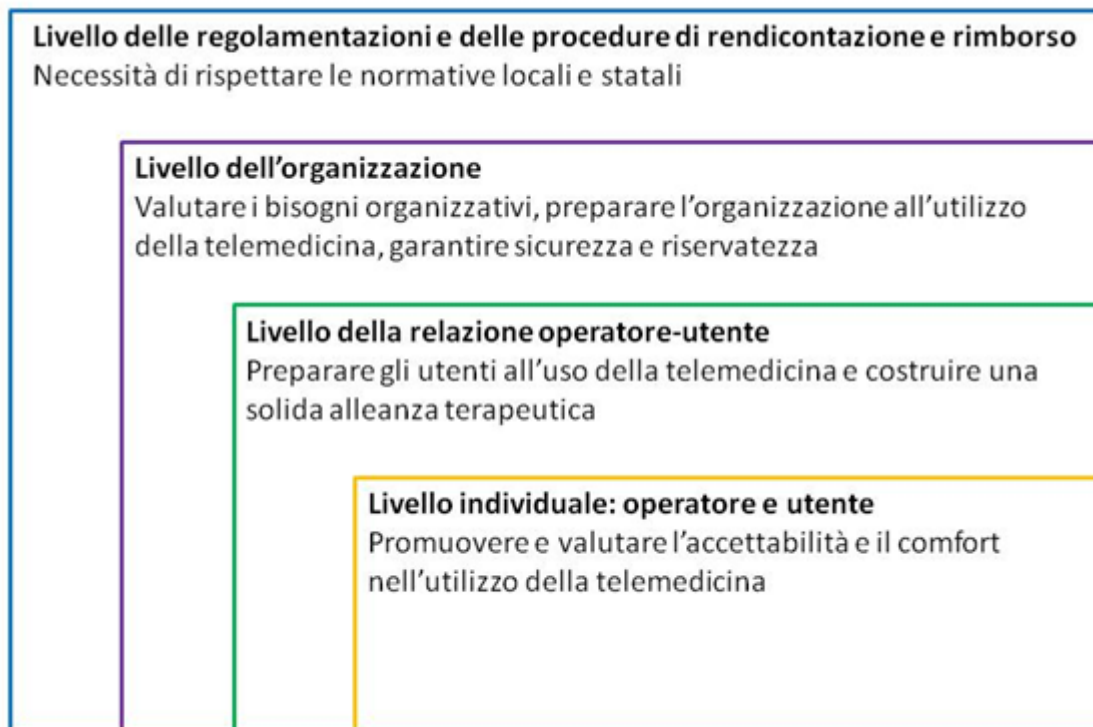 Livello delle regolamentazioni e delle procedure di rendicontazione e rimborso
Necessità di rispettare le normative locali e statali
Livello dell'organizzazione
Valutare i bisogni organizzativi, preparare l'organizzazione all'utilizzo
della telemedicina, garantire sicurezza e riservatezza
Livello della relazione operatore-utente
Preparare gli utenti all'uso della telemedicina e costruire una
solida alleanza terapeutica
Livello individuale: operatore e utente
Promuovere e valutare l'accettabilità e il comfort
nell'utilizzo della telemedicina